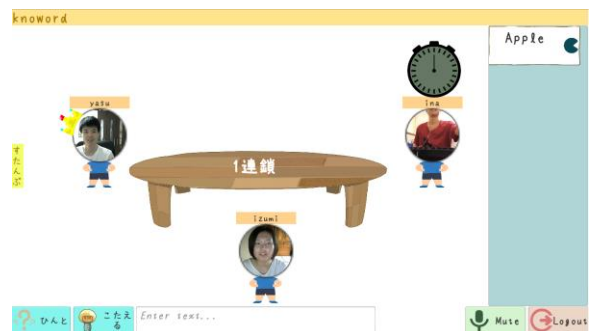 knoword
Apple
yasu
Ina
すたんぷ
1連鎖
Izumi
ひんと
こたえる
Enter text...
Mute
Logout